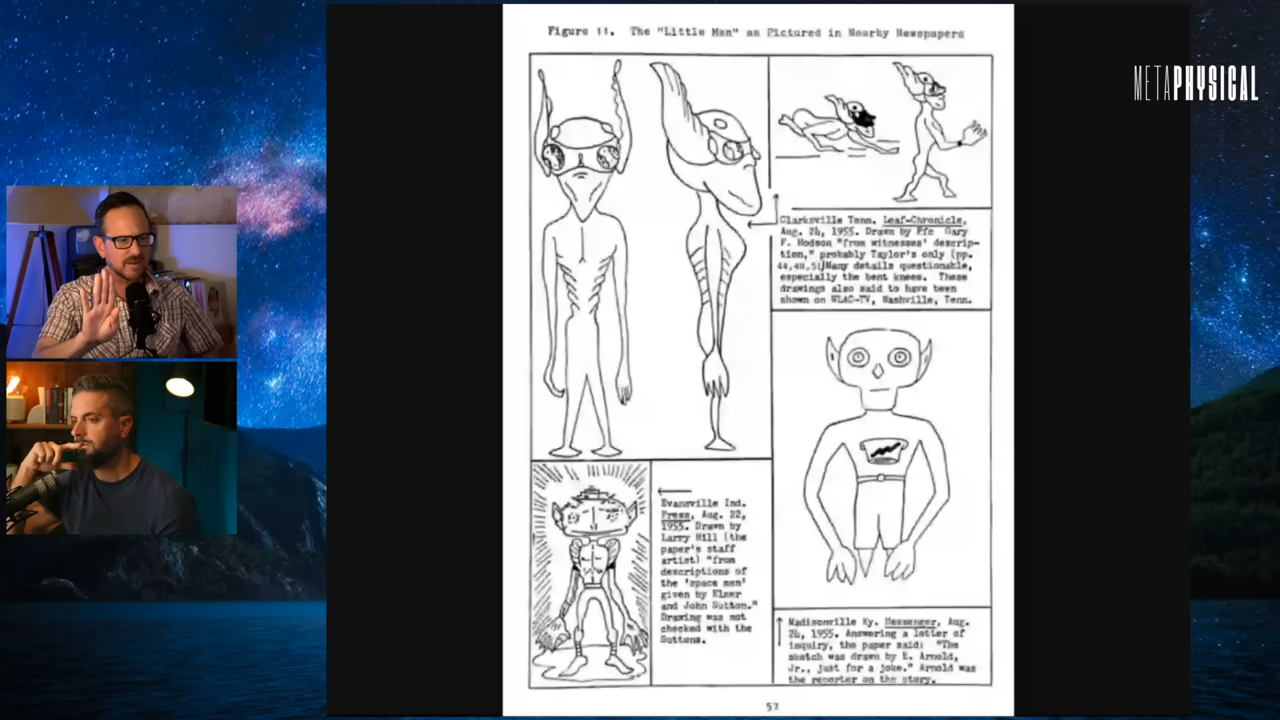 Figure 11. The "Little Men" as Pictured in Nearby Newspapers
METAPHYSICAL
Clarksville Tenn. Leaf-Chronicle,
Aug. 24, 1955. Drawn by Pfc Gary
F. Hodson "from witnesses' descrip-
tion," probably Taylor's only (pp.
44,48,51) Many details questionable,
especially the bent knees. These
drawings also said to have been
shown on WLAC-TV, Nashville, Tenn.
Evansville Ind.
Press, Aug. 22,
1955. Drawn by
Larry Hill (the
paper's staff
artist) "from
descriptions of
the 'space men'
given by Elmer
and John Sutton."
Drawing was not
checked with the
Suttons.
Madisonville Ky. Messenger, Aug.
24, 1955. Answering a letter of
inquiry, the paper said: "The
sketch was drawn by E. Arnold,
Jr., just for a joke." Arnold was
the reporter on the story.
57